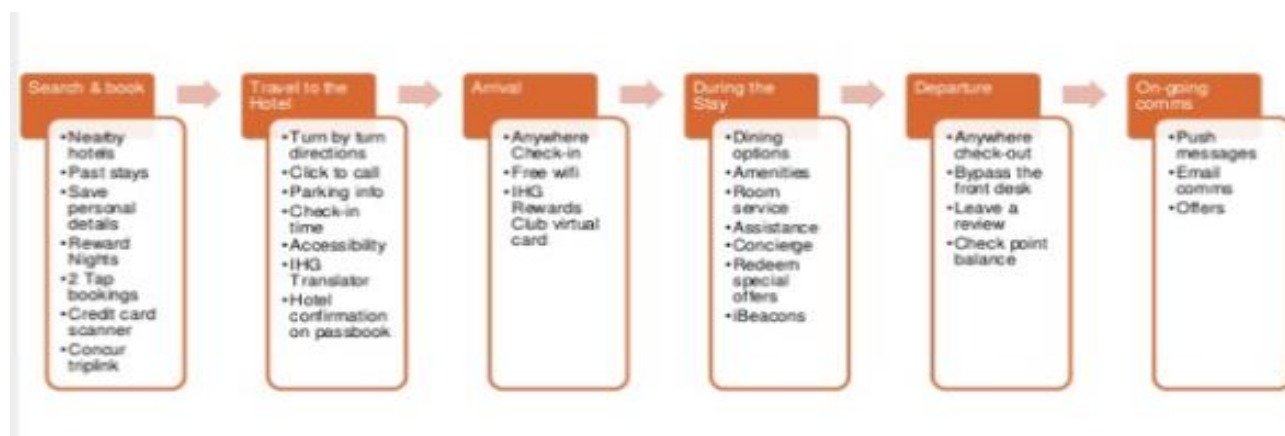 Search & book
•Nearby
hotels
•Past stays
•Save
personal
details
•Reward
Nights
•2 Tap
bookings
•Credit card
scanner
•Concur
triplink
Travel to the
Hotel
•Turn by turn
directions
•Click to call
•Parking info
•Check-in
time
•Accessibility
•IHG
Translator
•Hotel
confirmation
on passbook
Arrival
•Anywhere
Check-in
•Free wifi
•IHG
Rewards
Club virtual
card
During the
Stay
•Dining
options
•Amenities
•Room
service
•Assistance
•Concierge
•Redeem
special
offers
•iBeacons
Departure
•Anywhere
check-out
•Bypass the
front desk
•Leave a
review
•Check point
balance
On-going
comms
•Push
messages
•Email
comms
•Offers